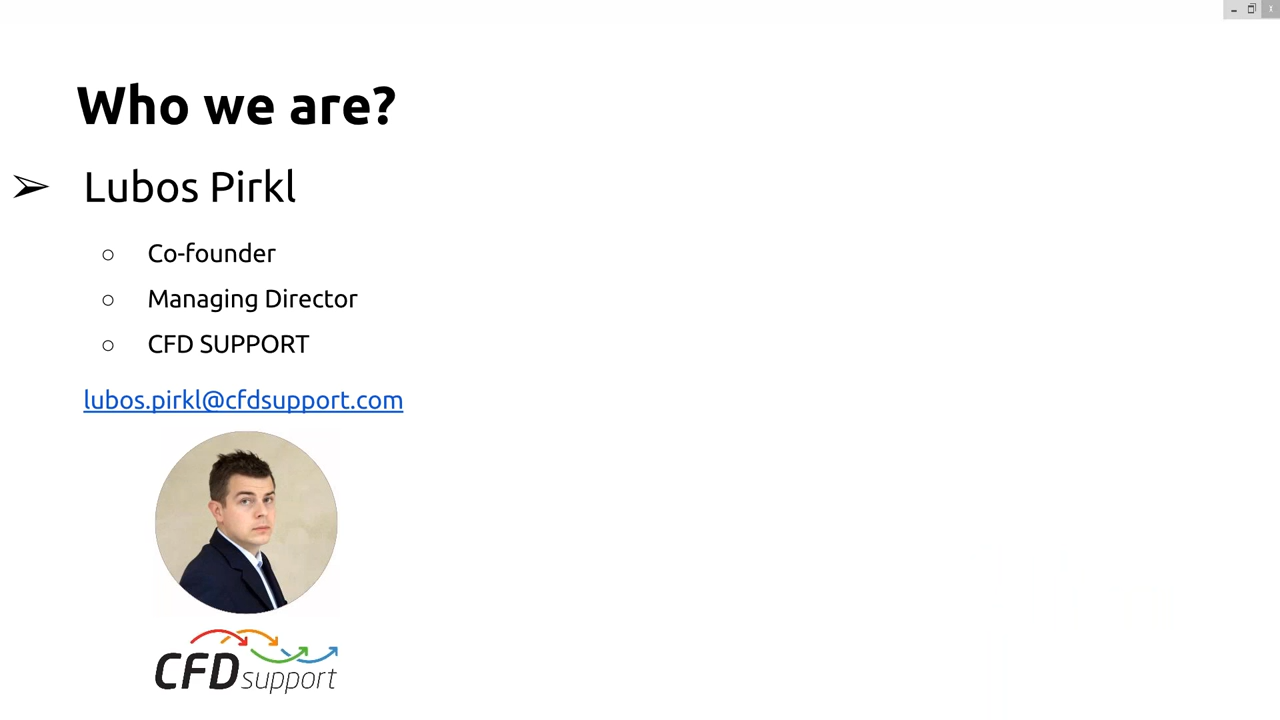 Who we are?
➢ Lubos Pirkl
○ Co-founder
○ Managing Director
○ CFD SUPPORT
lubos.pirkl@cfdsupport.com
CFD support